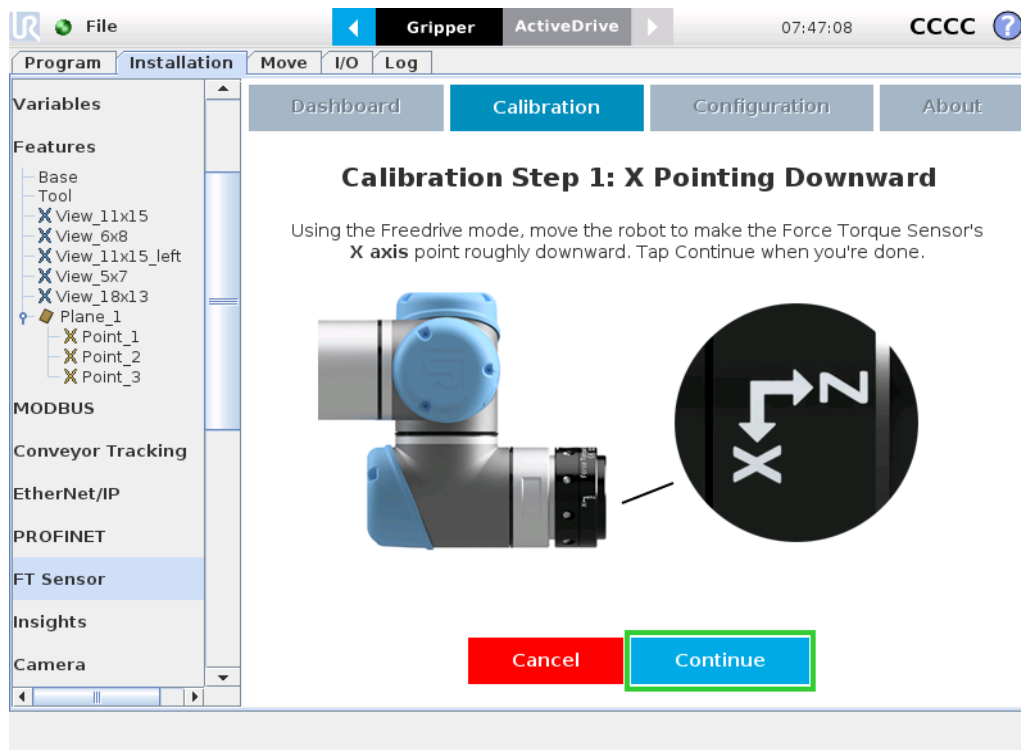 UR File Gripper ActiveDrive 07:47:08 CCCC ?
Program Installation Move I/O Log
Variables
Features
Base
Tool
View_11x15
View_6x8
View_11x15_left
View_5x7
View_18x13
Plane_1
Point_1
Point_2
Point_3
MODBUS
Conveyor Tracking
EtherNet/IP
PROFINET
FT Sensor
Insights
Camera
Dashboard Calibration Configuration About
Calibration Step 1: X Pointing Downward
Using the Freedrive mode, move the robot to make the Force Torque Sensor's
X axis point roughly downward. Tap Continue when you're done.
Z
X
Cancel Continue